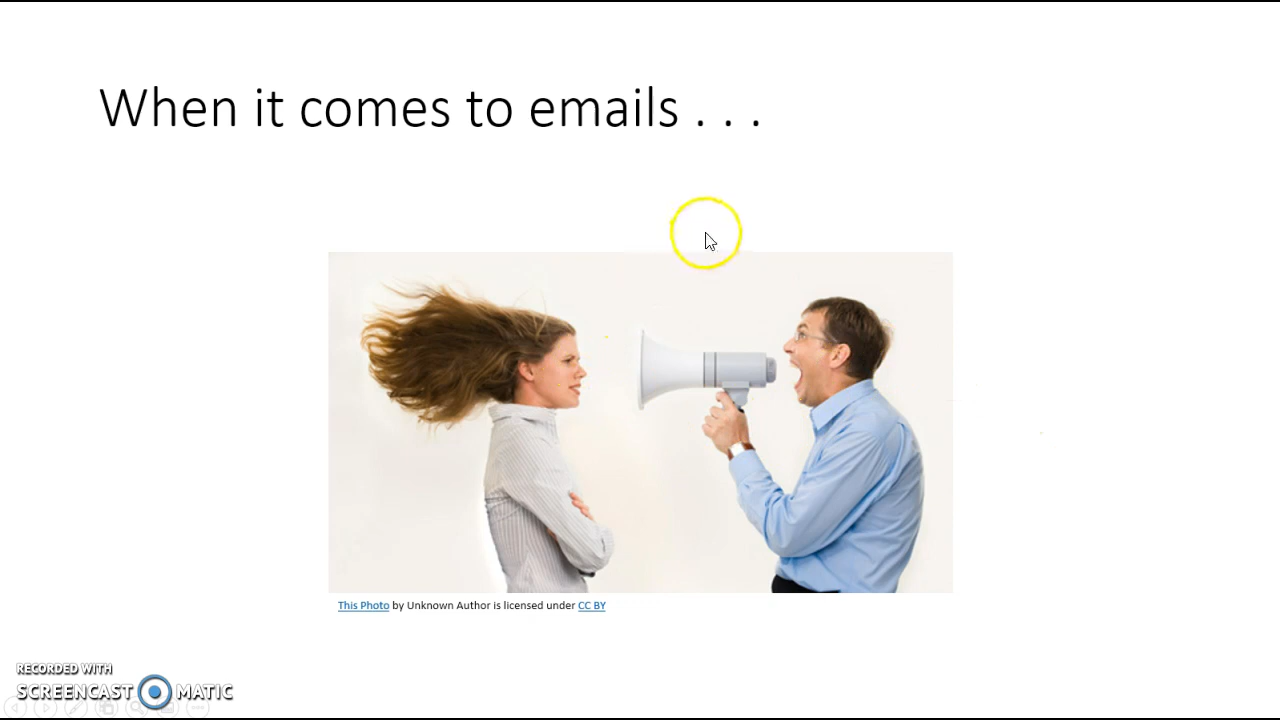 When it comes to emails . . .
This Photo by Unknown Author is licensed under CC BY
RECORDED WITH
SCREENCAST MATIC